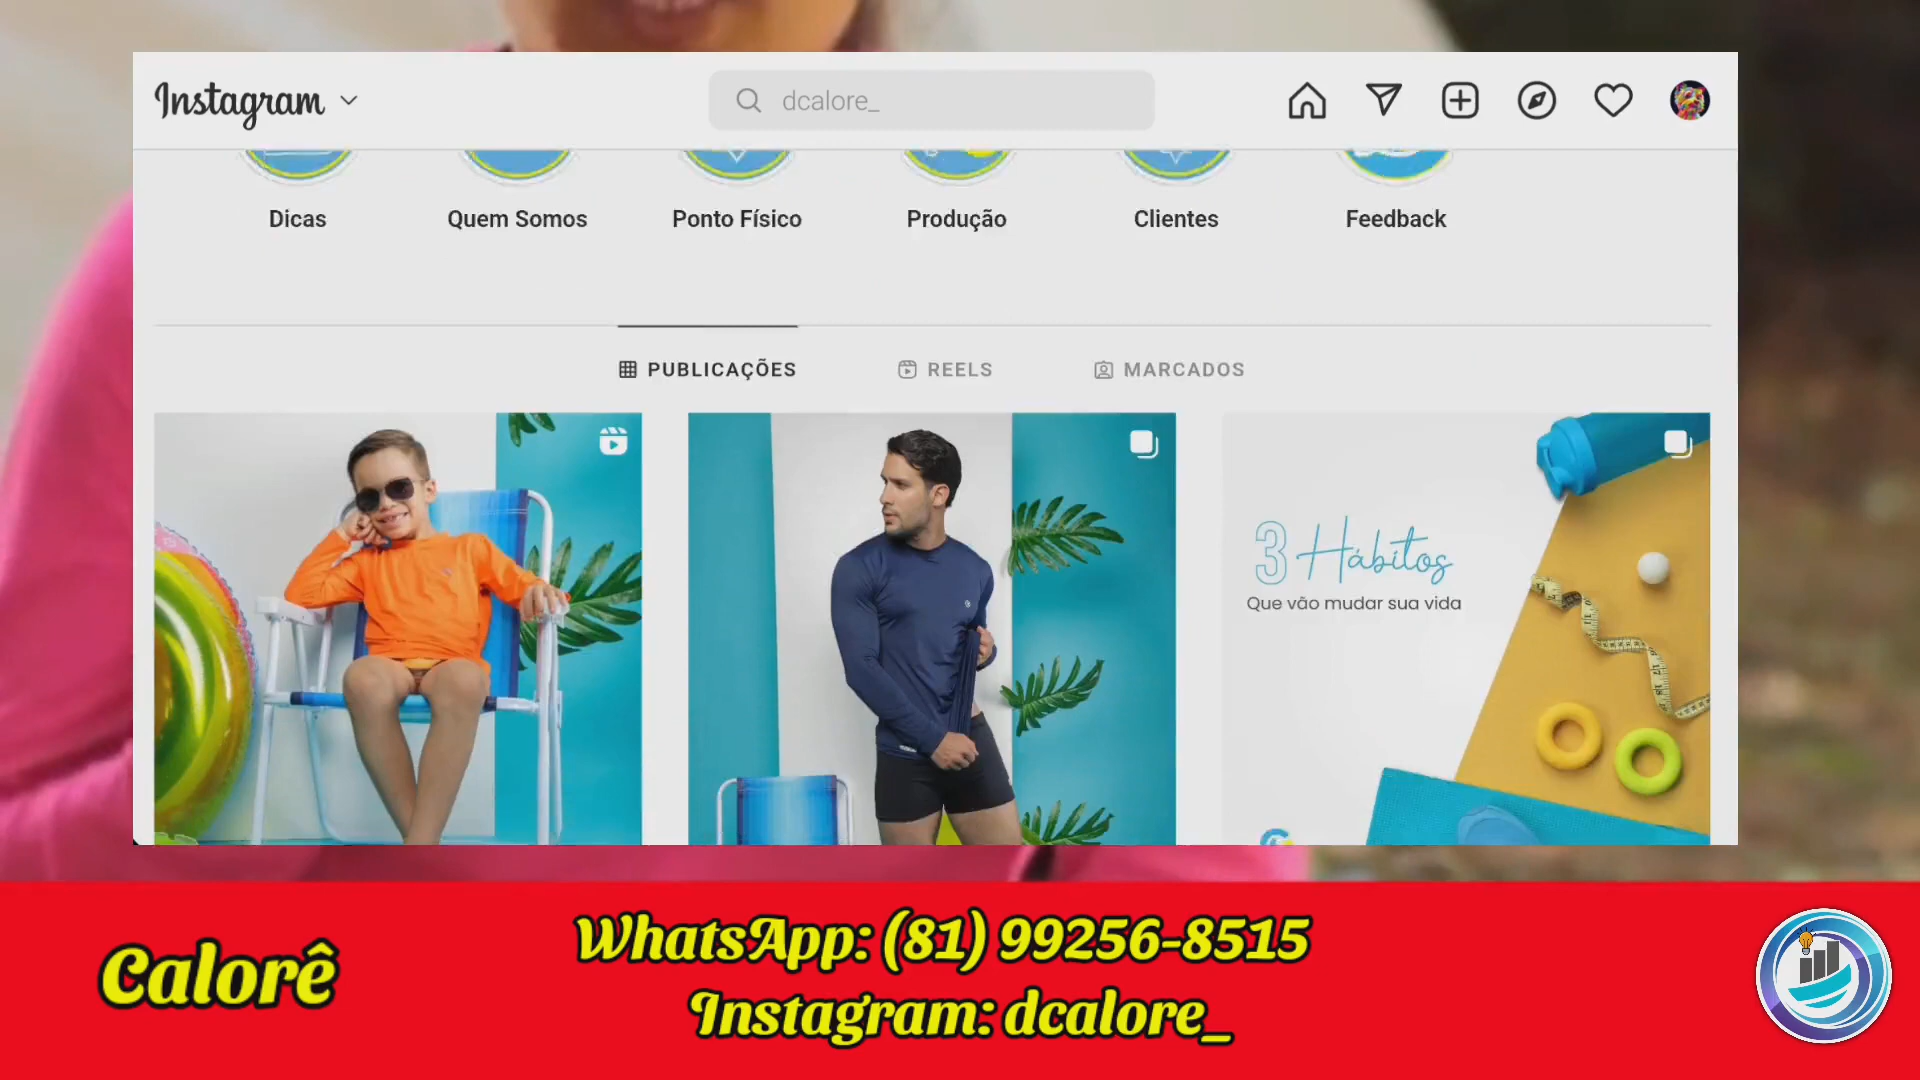 Instagram
dcalore_
Dicas
Quem Somos
Ponto Físico
Produção
Clientes
Feedback
PUBLICAÇÕES
REELS
MARCADOS
3 Hábitos
Que vão mudar sua vida
Calorê
WhatsApp: (81) 99256-8515
Instagram: dcalore_